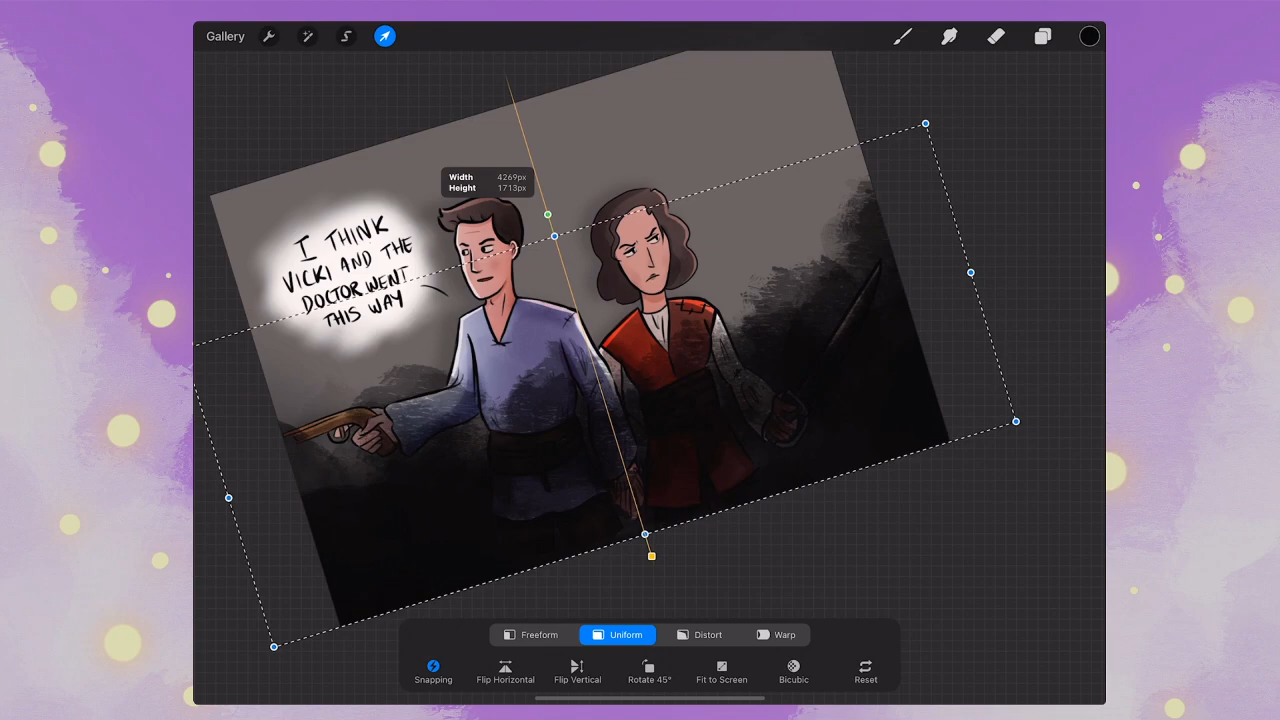 Gallery
Width 4269px
Height 1713px
I THINK
VICKI AND THE
DOCTOR WENT
THIS WAY
Freeform Uniform Distort Warp
Snapping Flip Horizontal Flip Vertical Rotate 45° Fit to Screen Bicubic Reset